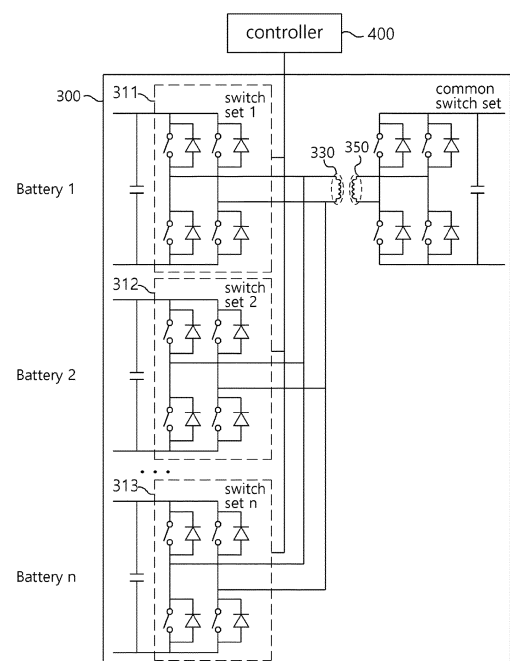 controller
400
300
311
switch
set 1
common
switch set
330
350
Battery 1
312
switch
set 2
Battery 2
• • •
313
switch
set n
Battery n